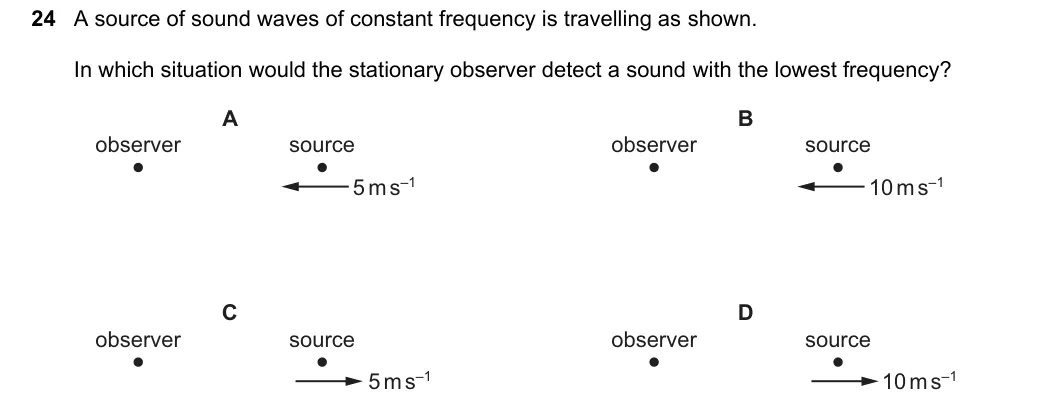 24 A source of sound waves of constant frequency is travelling as shown.
In which situation would the stationary observer detect a sound with the lowest frequency?
A
B
observer source
observer source
5 m s⁻¹
10 m s⁻¹
C
D
observer source
observer source
5 m s⁻¹
10 m s⁻¹